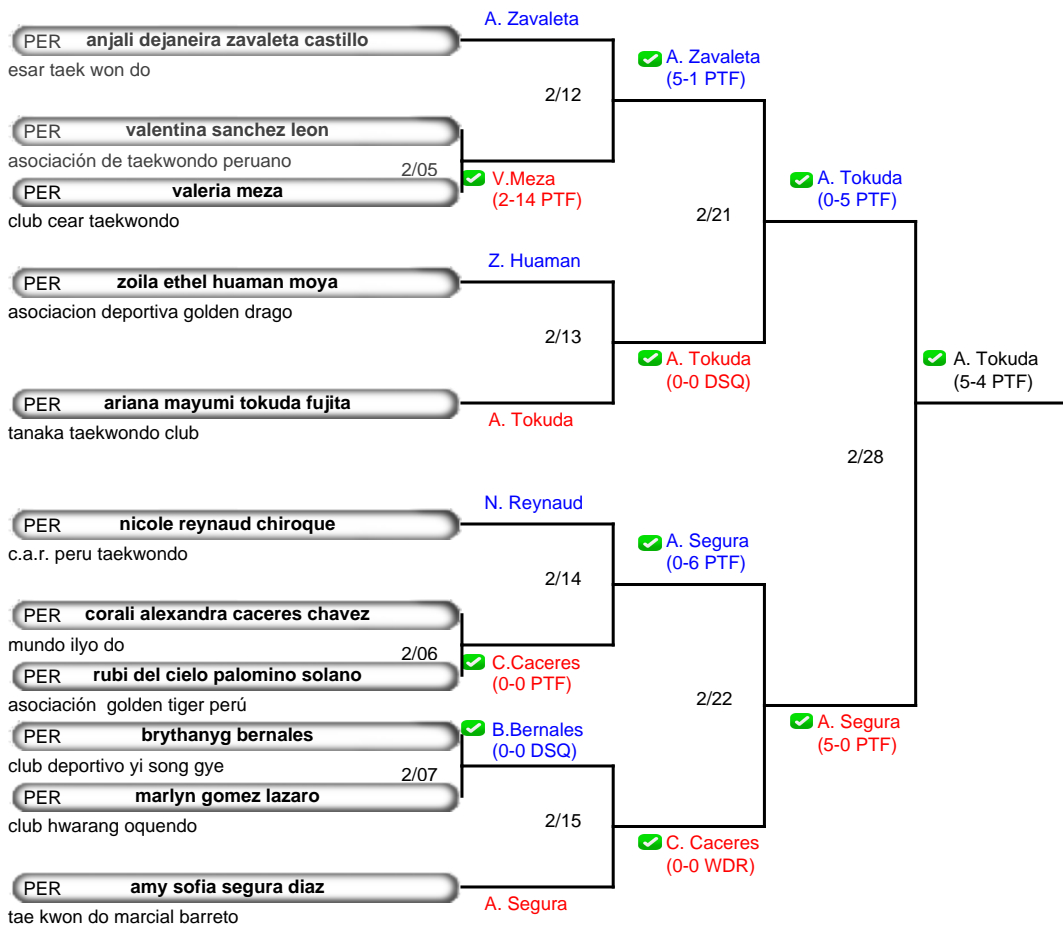 A. Zavaleta
PER anjali dejaneira zavaleta castillo
esar taek won do
A. Zavaleta
(5-1 PTF)
2/12
PER valentina sanchez leon
asociación de taekwondo peruano
2/05
PER valeria meza
club cear taekwondo
V.Meza
(2-14 PTF)
A. Tokuda
(0-5 PTF)
2/21
Z. Huaman
PER zoila ethel huaman moya
asociacion deportiva golden drago
2/13
A. Tokuda
(0-0 DSQ)
PER ariana mayumi tokuda fujita
tanaka taekwondo club
A. Tokuda
A. Tokuda
(5-4 PTF)
2/28
N. Reynaud
PER nicole reynaud chiroque
c.a.r. peru taekwondo
A. Segura
(0-6 PTF)
2/14
PER corali alexandra caceres chavez
mundo ilyo do
2/06
PER rubi del cielo palomino solano
asociación  golden tiger perú
C.Caceres
(0-0 PTF)
2/22
A. Segura
(5-0 PTF)
PER brythanyg bernales
club deportivo yi song gye
B.Bernales
(0-0 DSQ)
2/07
PER marlyn gomez lazaro
club hwarang oquendo
2/15
C. Caceres
(0-0 WDR)
PER amy sofia segura diaz
tae kwon do marcial barreto
A. Segura